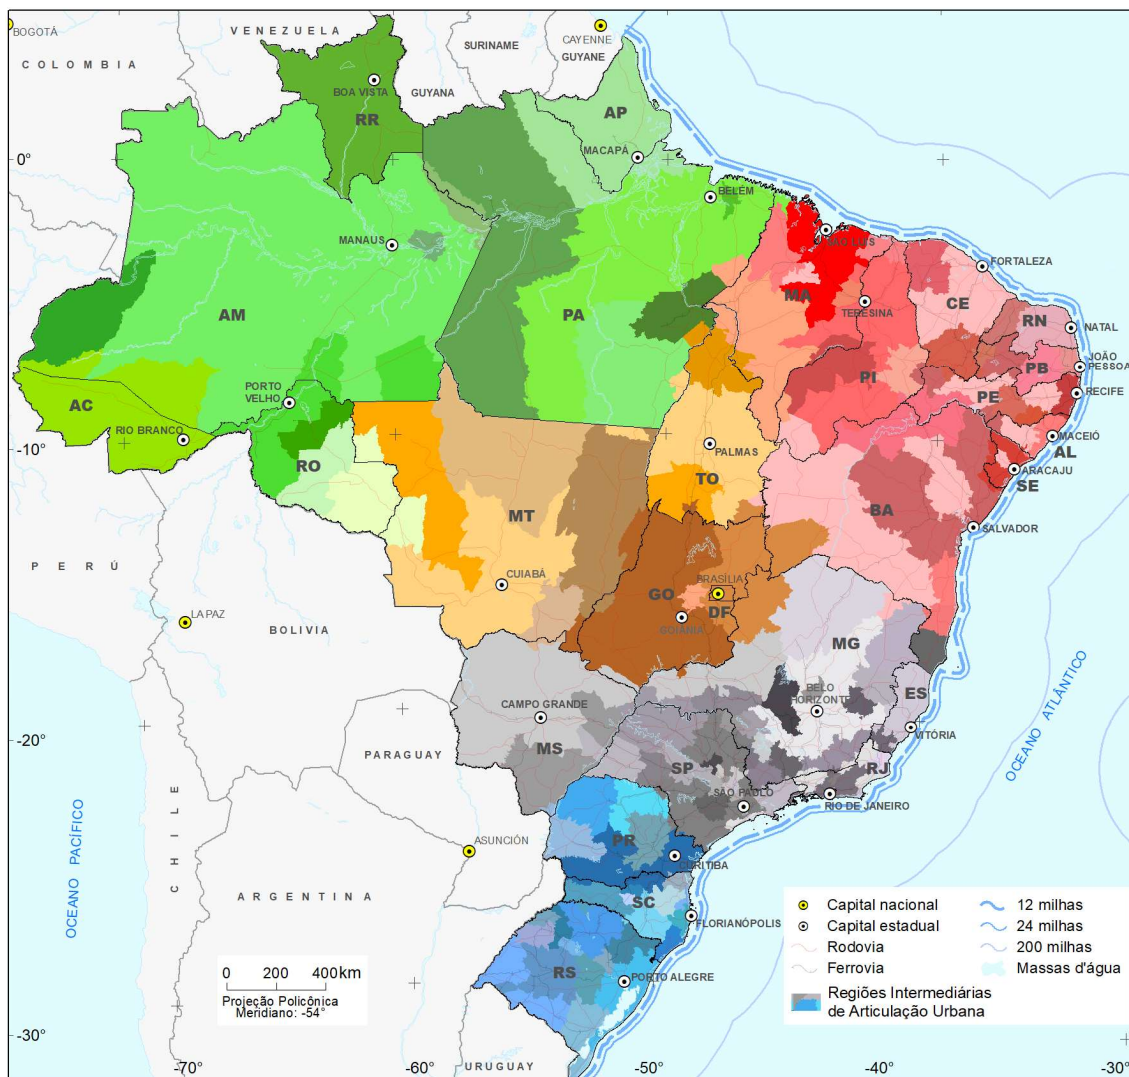 BOGOTÁ
VENEZUELA
COLOMBIA
SURINAME
CAYENNE
GUYANE
GUYANA
BOA VISTA
RR
AP
MACAPÁ
0°
BELÉM
MANAUS
SÃO LUÍS
FORTALEZA
AM
PA
MA
TERESINA
CE
RN
NATAL
JOÃO
PESSOA
PB
PI
PE
RECIFE
AC
PORTO
VELHO
RIO BRANCO
-10°
RO
PALMAS
TO
MACEIÓ
AL
ARACAJU
SE
MT
BA
SALVADOR
PERÚ
CUIABÁ
BRASÍLIA
GO
DF
GOIÂNIA
LA PAZ
BOLIVIA
MG
ES
BELO
HORIZONTE
VITÓRIA
CAMPO GRANDE
MS
-20°
PARAGUAY
SP
RJ
SÃO PAULO
RIO DE JANEIRO
OCEANO ATLÂNTICO
OCEANO PACÍFICO
CHILE
ASUNCIÓN
PR
CURITIBA
ARGENTINA
SC
FLORIANÓPOLIS
RS
PORTO ALEGRE
0 200 400km
Projeção Policônica
Meridiano: -54°
-30°
URUGUAY
-70°
-60°
-50°
-40°
-30°
Capital nacional
Capital estadual
Rodovia
Ferrovia
12 milhas
24 milhas
200 milhas
Massas d'água
Regiões Intermediárias
de Articulação Urbana